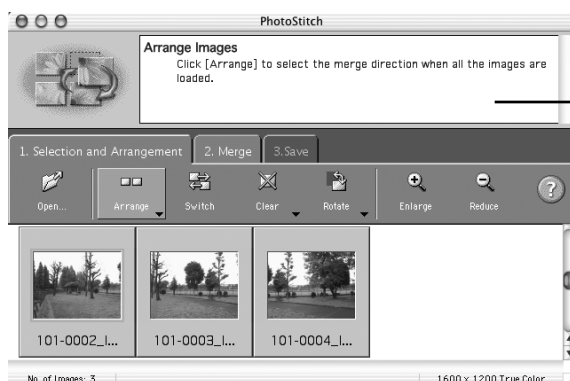 PhotoStitch
Arrange Images
Click [Arrange] to select the merge direction when all the images are
loaded.
1. Selection and Arrangement
2. Merge
3.Save
Open...
Arrange
Switch
Clear
Rotate
Enlarge
Reduce
?
101-0002_I...
101-0003_I...
101-0004_I...
No. of Images: 3
1600 x 1200 True Color